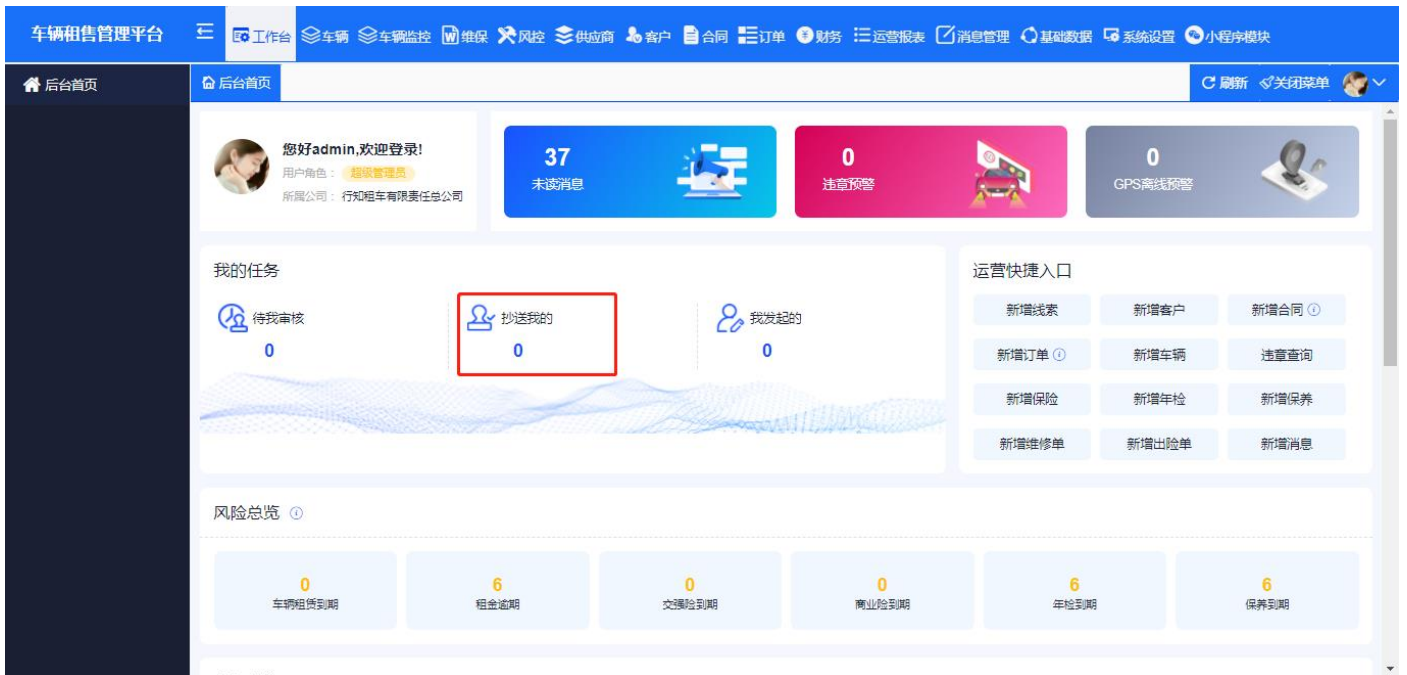 车辆租售管理平台
工作台 车辆 车辆监控 维保 风控 供应商 客户 合同 订单 财务 运营报表 消息管理 基础数据 系统设置 小程序模块
后台首页
后台首页
刷新 关闭菜单
您好admin,欢迎登录!
用户角色： 超级管理员
所属公司： 行知租车有限责任总公司
37
未读消息
0
违章预警
0
GPS离线预警
我的任务
待我审核
0
抄送我的
0
我发起的
0
运营快捷入口
新增线索 新增客户 新增合同
新增订单 新增车辆 违章查询
新增保险 新增年检 新增保养
新增维修单 新增出险单 新增消息
风险总览
0
车辆租赁到期
6
租金逾期
0
交强险到期
0
商业险到期
6
年检到期
6
保养到期